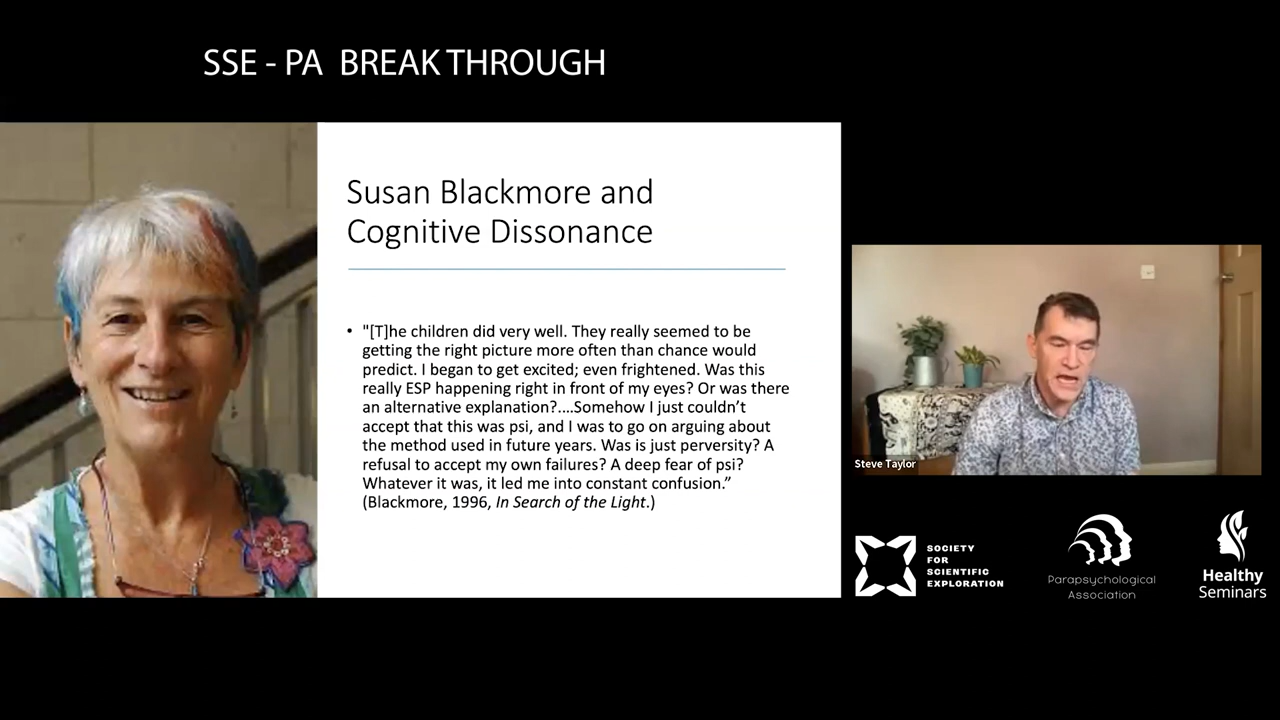 SSE - PA BREAK THROUGH
Susan Blackmore and
Cognitive Dissonance
• "[T]he children did very well. They really seemed to be
getting the right picture more often than chance would
predict. I began to get excited; even frightened. Was this
really ESP happening right in front of my eyes? Or was there
an alternative explanation?....Somehow I just couldn’t
accept that this was psi, and I was to go on arguing about
the method used in future years. Was is just perversity? A
refusal to accept my own failures? A deep fear of psi?
Whatever it was, it led me into constant confusion.”
(Blackmore, 1996, In Search of the Light.)
Steve Taylor
SOCIETY
FOR
SCIENTIFIC
EXPLORATION
Parapsychological
Association
Healthy
Seminars